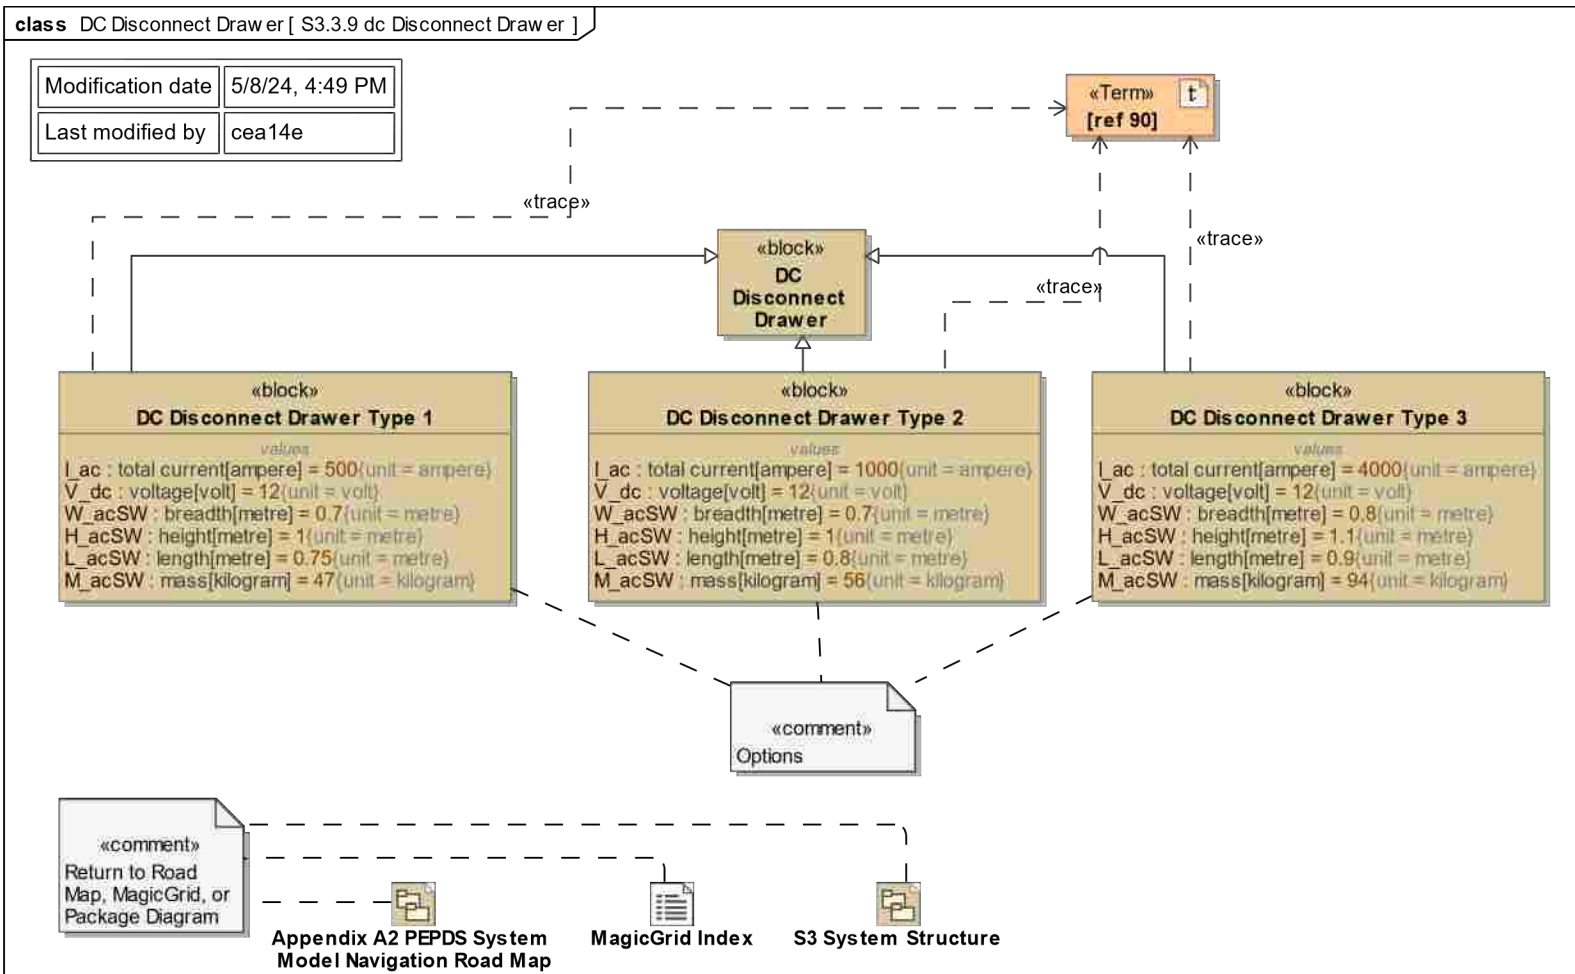 class DC Disconnect Drawer [ S3.3.9 dc Disconnect Drawer ]
Modification date 5/8/24, 4:49 PM
Last modified by cea14e
«Term» t
[ref 90]
«trace»
«trace»
«trace»
«block»
DC
Disconnect
Drawer
«block»
DC Disconnect Drawer Type 1
values
I_ac : total current[ampere] = 500{unit = ampere}
V_dc : voltage[volt] = 12{unit = volt}
W_acSW : breadth[metre] = 0.7{unit = metre}
H_acSW : height[metre] = 1{unit = metre}
L_acSW : length[metre] = 0.75{unit = metre}
M_acSW : mass[kilogram] = 47{unit = kilogram}
«block»
DC Disconnect Drawer Type 2
values
I_ac : total current[ampere] = 1000{unit = ampere}
V_dc : voltage[volt] = 12{unit = volt}
W_acSW : breadth[metre] = 0.7{unit = metre}
H_acSW : height[metre] = 1{unit = metre}
L_acSW : length[metre] = 0.8{unit = metre}
M_acSW : mass[kilogram] = 56{unit = kilogram}
«block»
DC Disconnect Drawer Type 3
values
I_ac : total current[ampere] = 4000{unit = ampere}
V_dc : voltage[volt] = 12{unit = volt}
W_acSW : breadth[metre] = 0.8{unit = metre}
H_acSW : height[metre] = 1.1{unit = metre}
L_acSW : length[metre] = 0.9{unit = metre}
M_acSW : mass[kilogram] = 94{unit = kilogram}
«comment»
Options
«comment»
Return to Road
Map, MagicGrid, or
Package Diagram
Appendix A2 PEPDS System
Model Navigation Road Map
MagicGrid Index
S3 System Structure